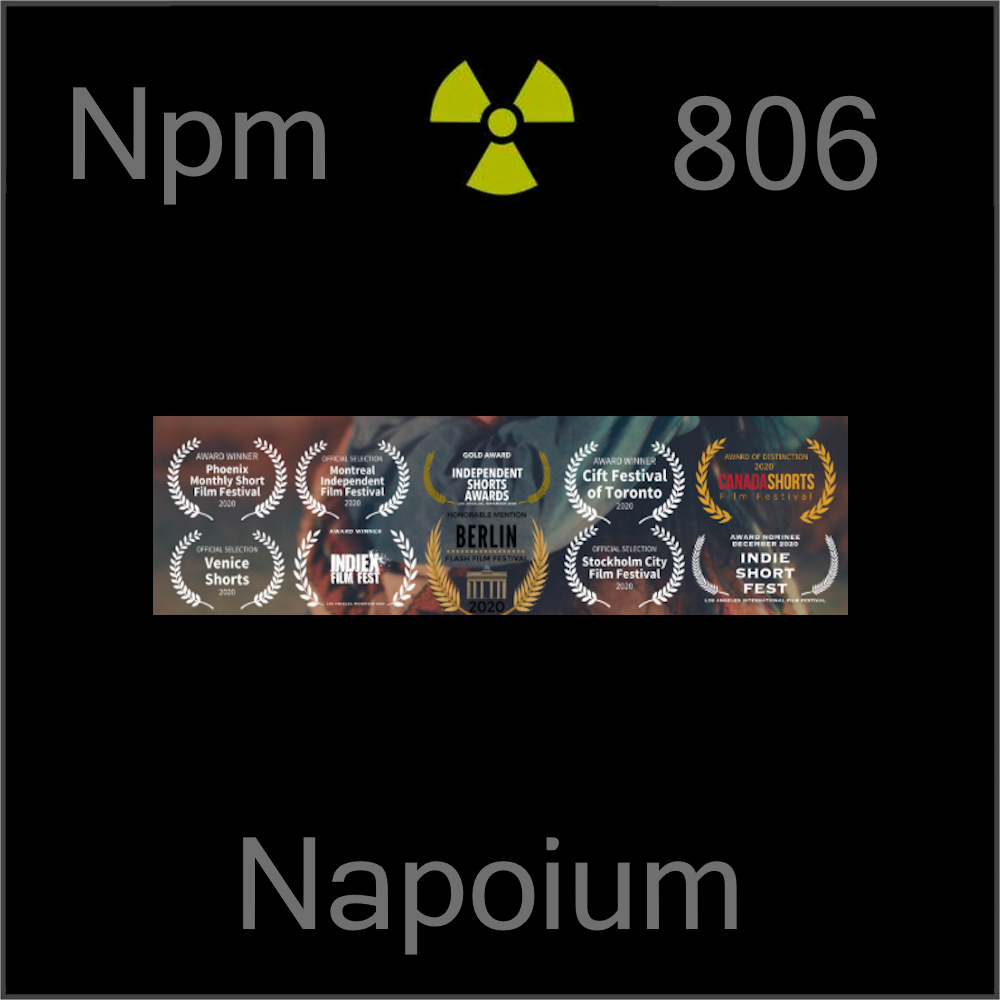 Npm
806
AWARD WINNER
Phoenix
Monthly Short
Film Festival
2020
OFFICIAL SELECTION
Montreal
Independent
Film Festival
2020
GOLD AWARD
INDEPENDENT
SHORTS
AWARDS
AWARD WINNER
Cift Festival
of Toronto
2020
AWARD OF DISTINCTION
2020
CANADASHORTS
Film Festival
OFFICIAL SELECTION
Venice
Shorts
2020
AWARD WINNER
INDIEX
FILM FEST
HONORABLE MENTION
BERLIN
FLASH FILM FESTIVAL
2020
OFFICIAL SELECTION
Stockholm City
Film Festival
2020
AWARD NOMINEE
DECEMBER 2020
INDIE
SHORT
FEST
LOS ANGELES INTERNATIONAL FILM FESTIVAL
Napoium